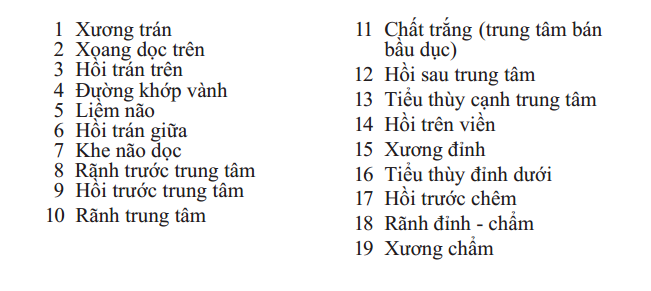 1 Xương trán
2 Xoang dọc trên
3 Hồi trán trên
4 Đường khớp vành
5 Liềm não
6 Hồi trán giữa
7 Khe não dọc
8 Rãnh trước trung tâm
9 Hồi trước trung tâm
10 Rãnh trung tâm
11 Chất trắng (trung tâm bán
bầu dục)
12 Hồi sau trung tâm
13 Tiểu thùy cạnh trung tâm
14 Hồi trên viền
15 Xương đỉnh
16 Tiểu thùy đỉnh dưới
17 Hồi trước chêm
18 Rãnh đỉnh - chẩm
19 Xương chẩm